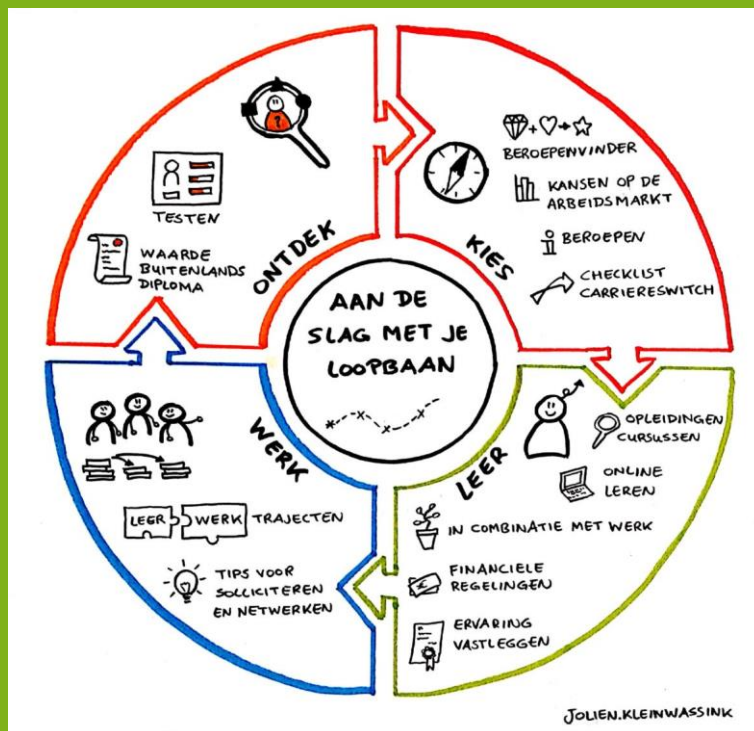 AAN DE
SLAG MET JE
LOOPBAAN
ONTDEK
?
TESTEN
WAARDE
BUITENLANDS
DIPLOMA
KIES
BEROEPENVINDER
KANSEN OP DE
ARBEIDSMARKT
BEROEPEN
CHECKLIST
CARRIERESWITCH
LEER
OPLEIDINGEN
CURSUSSEN
ONLINE
LEREN
IN COMBINATIE MET WERK
FINANCIELE
REGELINGEN
ERVARING
VASTLEGGEN
WERK
LEER WERK TRAJECTEN
TIPS VOOR
SOLLICITEREN
EN NETWERKEN
JOLIEN.KLEINWASSINK